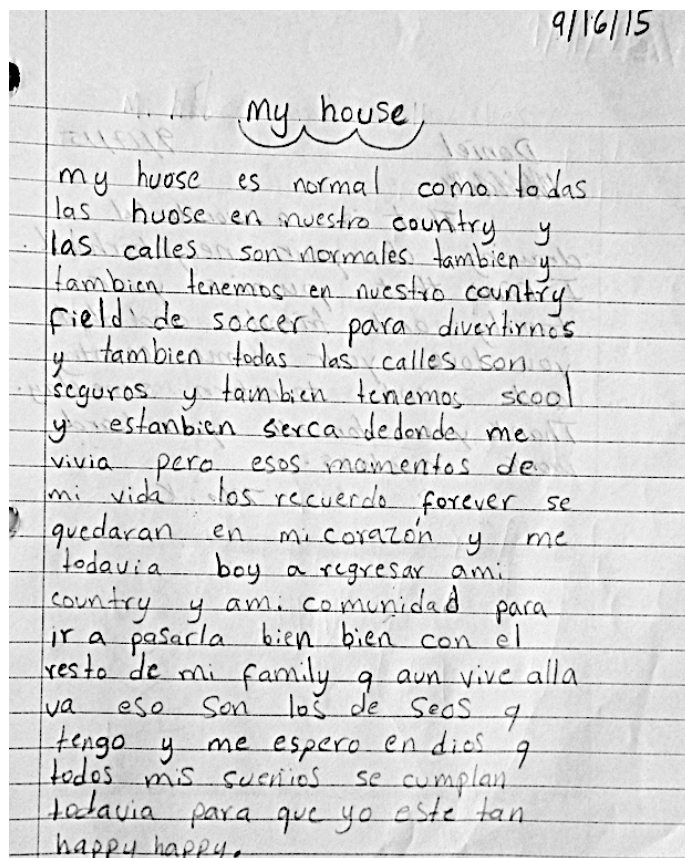 9/16/15
my house
my huose es normal como todas
las huose en nuestro country y
las calles son normales tambien y
tambien tenemos en nuestro country
field de soccer para divertirnos
y tambien todas las calles son
seguros y tambien tenemos scool
y estanbien serca dedonde me
vivia pero esos momentos de
mi vida los recuerdo forever se
quedaran en mi corazón y me
todavia boy a regresar ami
country y ami comunidad para
ir a pasarla bien bien con el
resto de mi family q aun vive alla
va eso son los de seos q
tengo y me espero en dios q
todos mis suenios se cumplan
todavia para que yo este tan
happy happy.